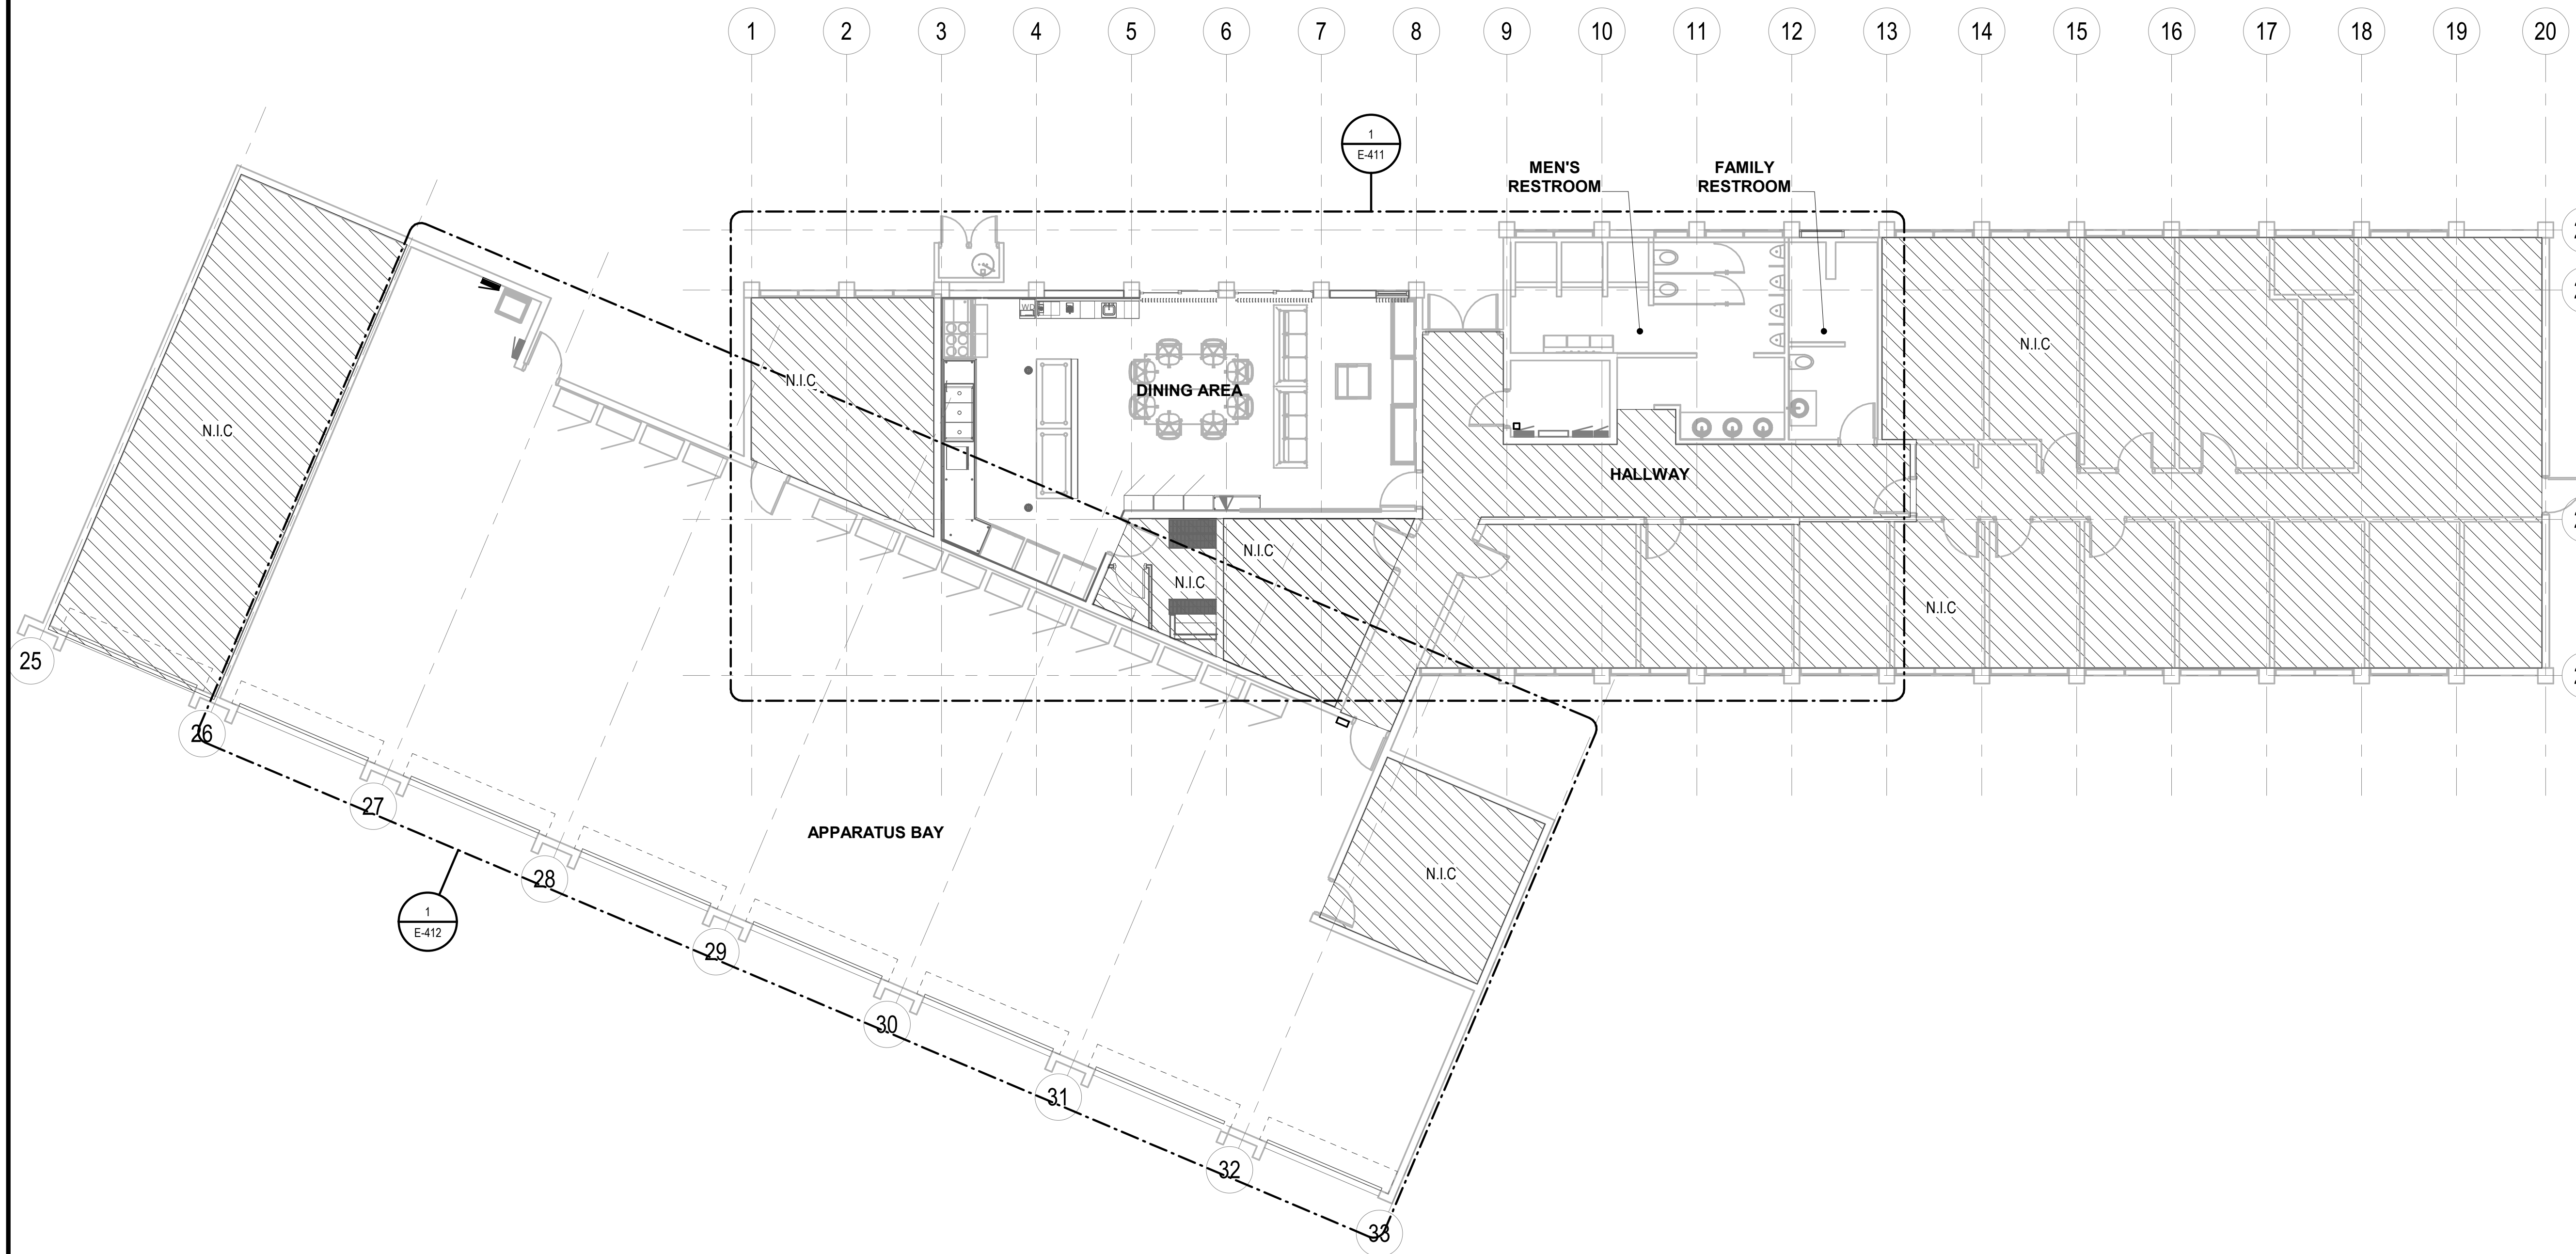 1 2 3 4 5 6 7 8 9 10 11 12 13 14 15 16 17 18 19 20
1
E-411
MEN'S
RESTROOM
FAMILY
RESTROOM
N.I.C
N.I.C
N.I.C
WD
DINING AREA
HALLWAY
N.I.C
N.I.C
N.I.C
25
26
27
28
29
30
31
32
33
APPARATUS BAY
N.I.C
1
E-412